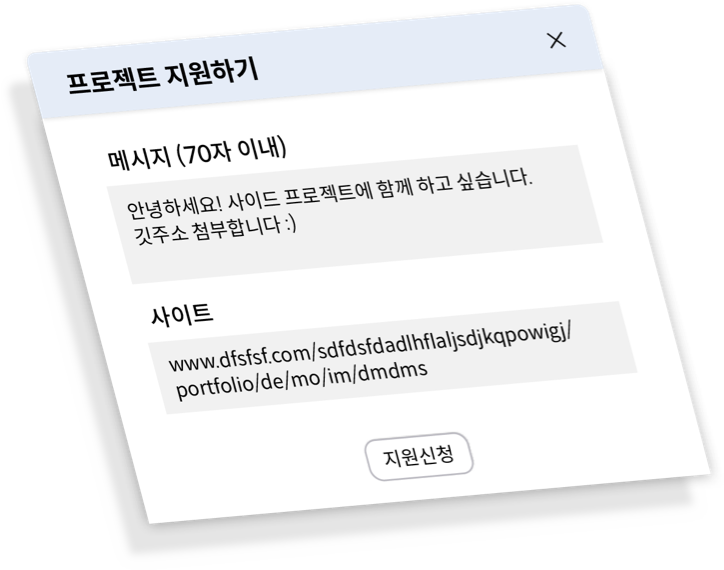 프로젝트 지원하기
메시지 (70자 이내)
안녕하세요! 사이드 프로젝트에 함께 하고 싶습니다.
깃주소 첨부합니다 :)
사이트
www.dfsfsf.com/sdfdsfdadlhflaljsdjkqpowigj/
portfolio/de/mo/im/dmdms
지원신청